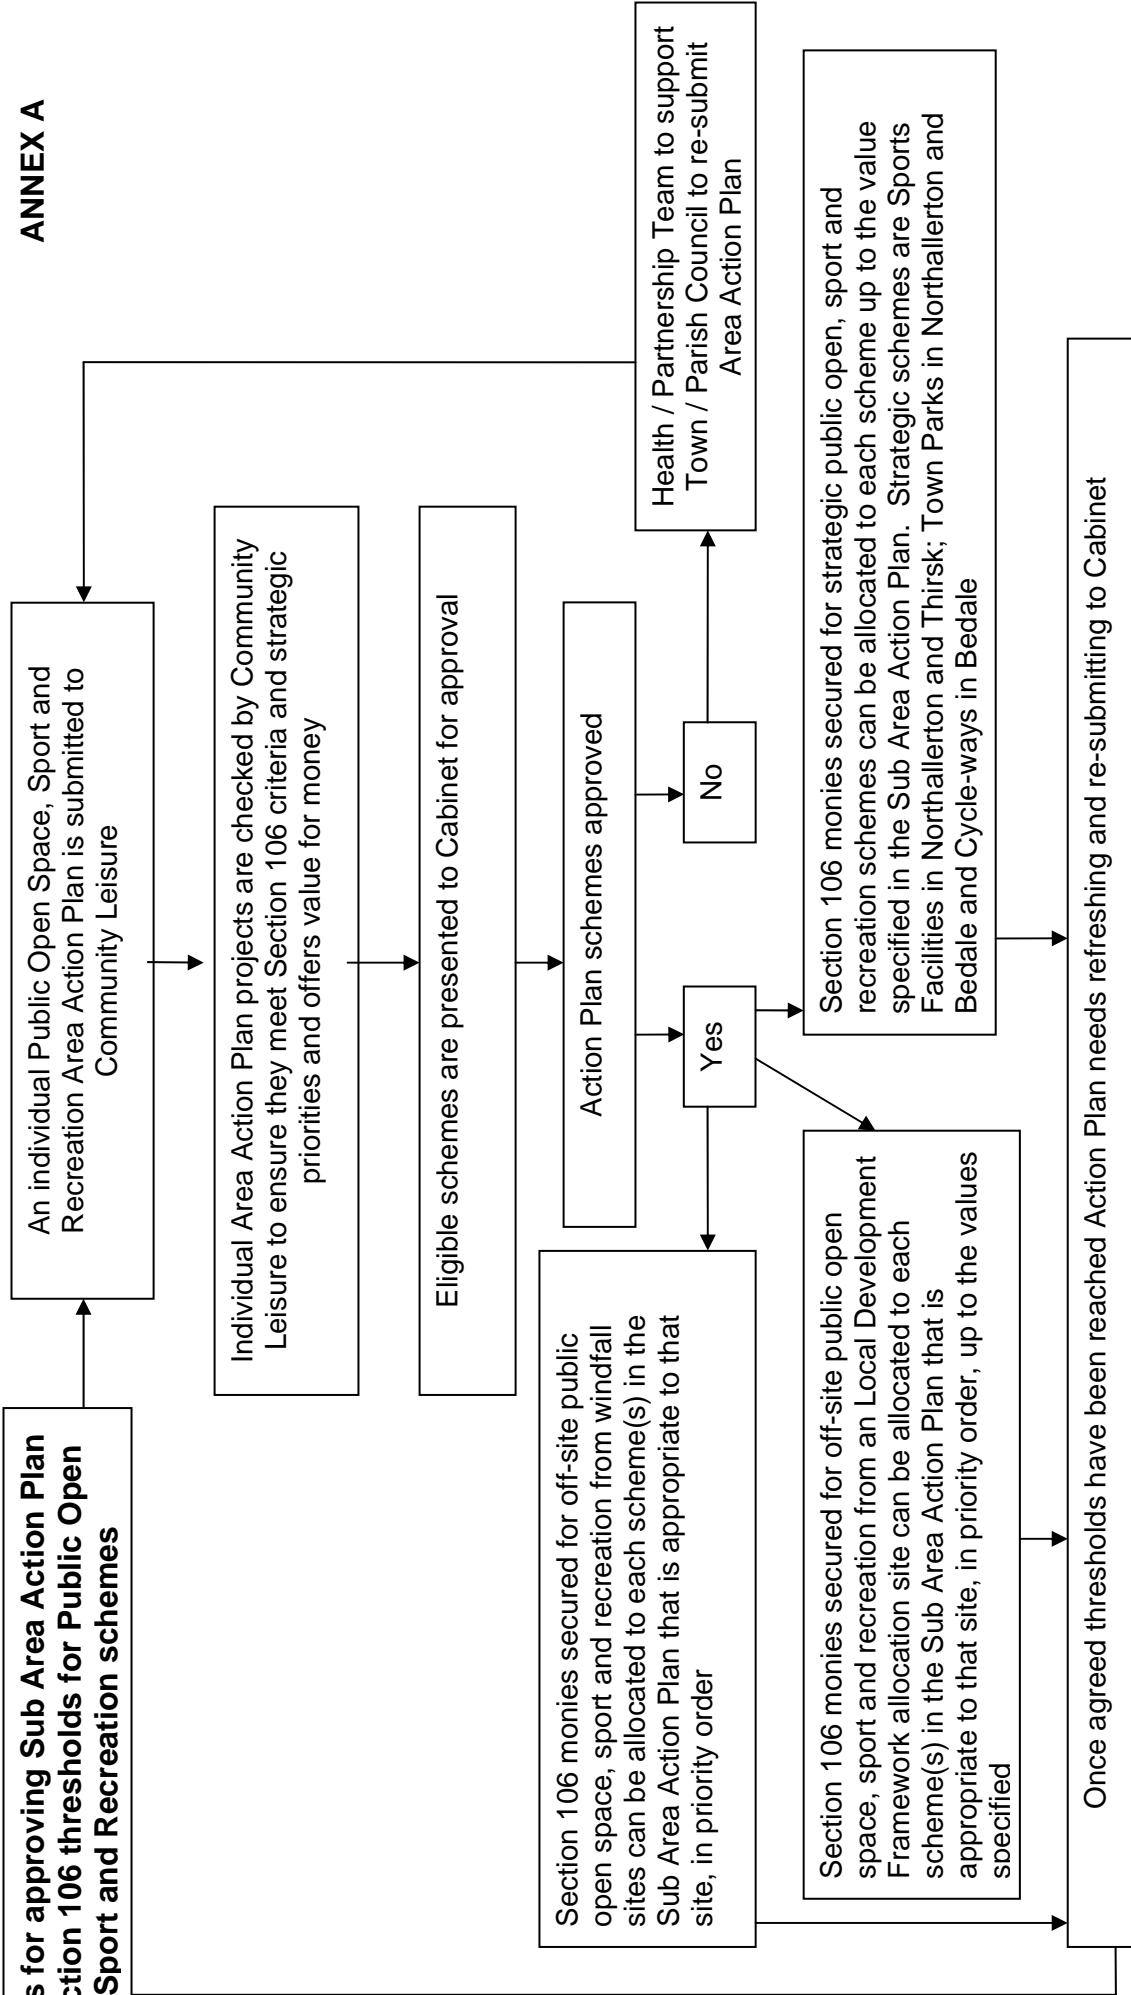 ANNEX A
s for approving Sub Area Action Plan
ction 106 thresholds for Public Open
Sport and Recreation schemes
An individual Public Open Space, Sport and
Recreation Area Action Plan is submitted to
Community Leisure
Individual Area Action Plan projects are checked by Community
Leisure to ensure they meet Section 106 criteria and strategic
priorities and offers value for money
Eligible schemes are presented to Cabinet for approval
Action Plan schemes approved
Yes
No
Health / Partnership Team to support
Town / Parish Council to re-submit
Area Action Plan
Section 106 monies secured for off-site public
open space, sport and recreation from windfall
sites can be allocated to each scheme(s) in the
Sub Area Action Plan that is appropriate to that
site, in priority order
Section 106 monies secured for off-site public open
space, sport and recreation from an Local Development
Framework allocation site can be allocated to each
scheme(s) in the Sub Area Action Plan that is
appropriate to that site, in priority order, up to the values
specified
Section 106 monies secured for strategic public open, sport and
recreation schemes can be allocated to each scheme up to the value
specified in the Sub Area Action Plan.  Strategic schemes are Sports
Facilities in Northallerton and Thirsk; Town Parks in Northallerton and
Bedale and Cycle-ways in Bedale
Once agreed thresholds have been reached Action Plan needs refreshing and re-submitting to Cabinet